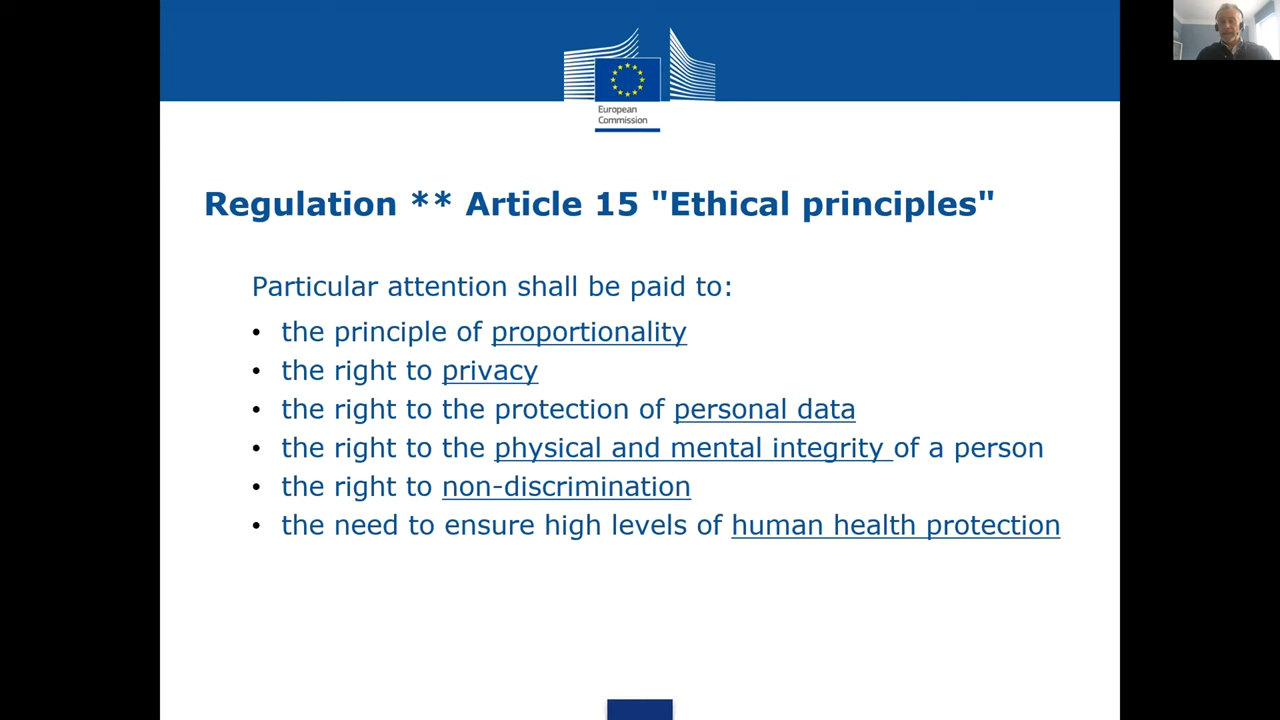 European
Commission
Regulation ** Article 15 "Ethical principles"
Particular attention shall be paid to:
• the principle of proportionality
• the right to privacy
• the right to the protection of personal data
• the right to the physical and mental integrity of a person
• the right to non-discrimination
• the need to ensure high levels of human health protection